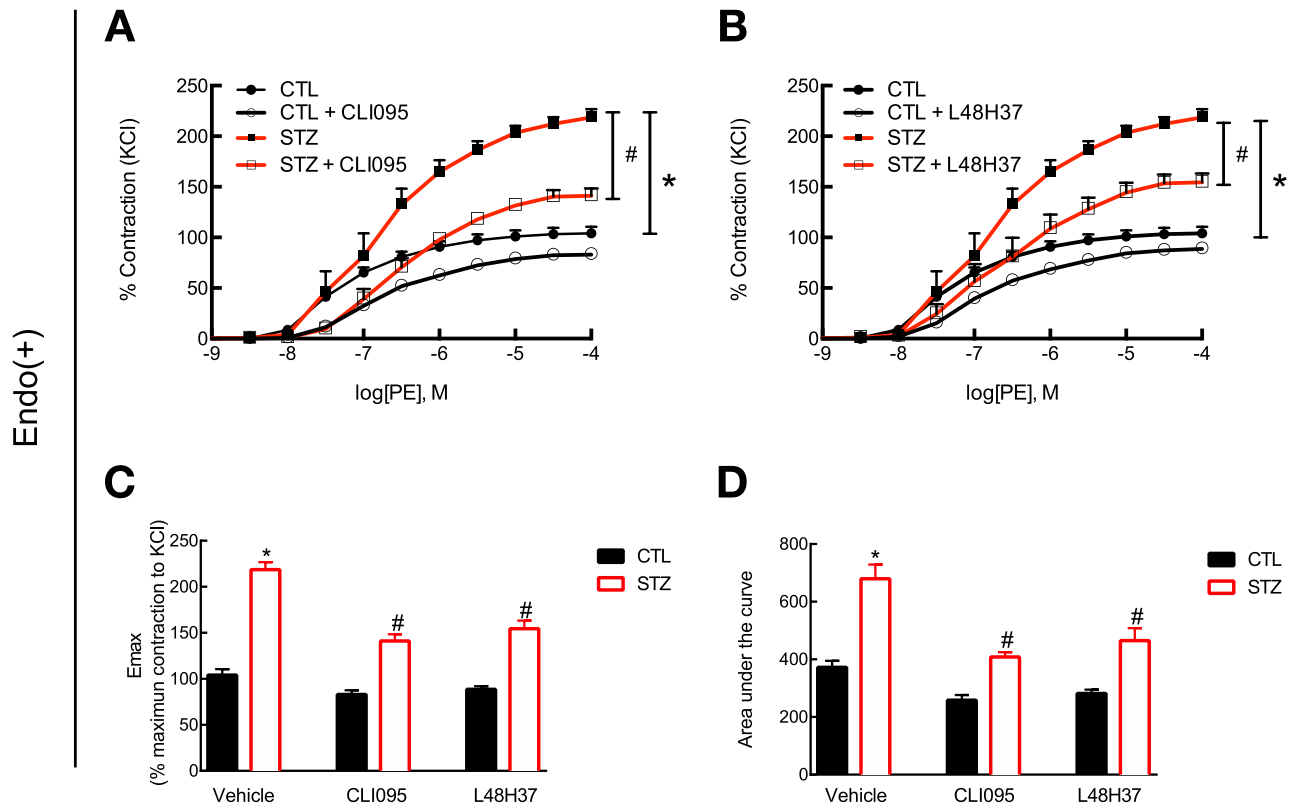 Endo(+)
A
250
200
150
100
50
0
% Contraction (KCl)
CTL
CTL + CLI095
STZ
STZ + CLI095
#
*
-9
-8
-7
-6
-5
-4
log[PE], M
B
250
200
150
100
50
0
% Contraction (KCl)
CTL
CTL + L48H37
STZ
STZ + L48H37
#
*
-9
-8
-7
-6
-5
-4
log[PE], M
C
Emax
(% maximun contraction to KCl)
250
200
150
100
50
0
*
#
#
CTL
STZ
Vehicle
CLI095
L48H37
D
Area under the curve
800
600
400
200
0
*
#
#
CTL
STZ
Vehicle
CLI095
L48H37